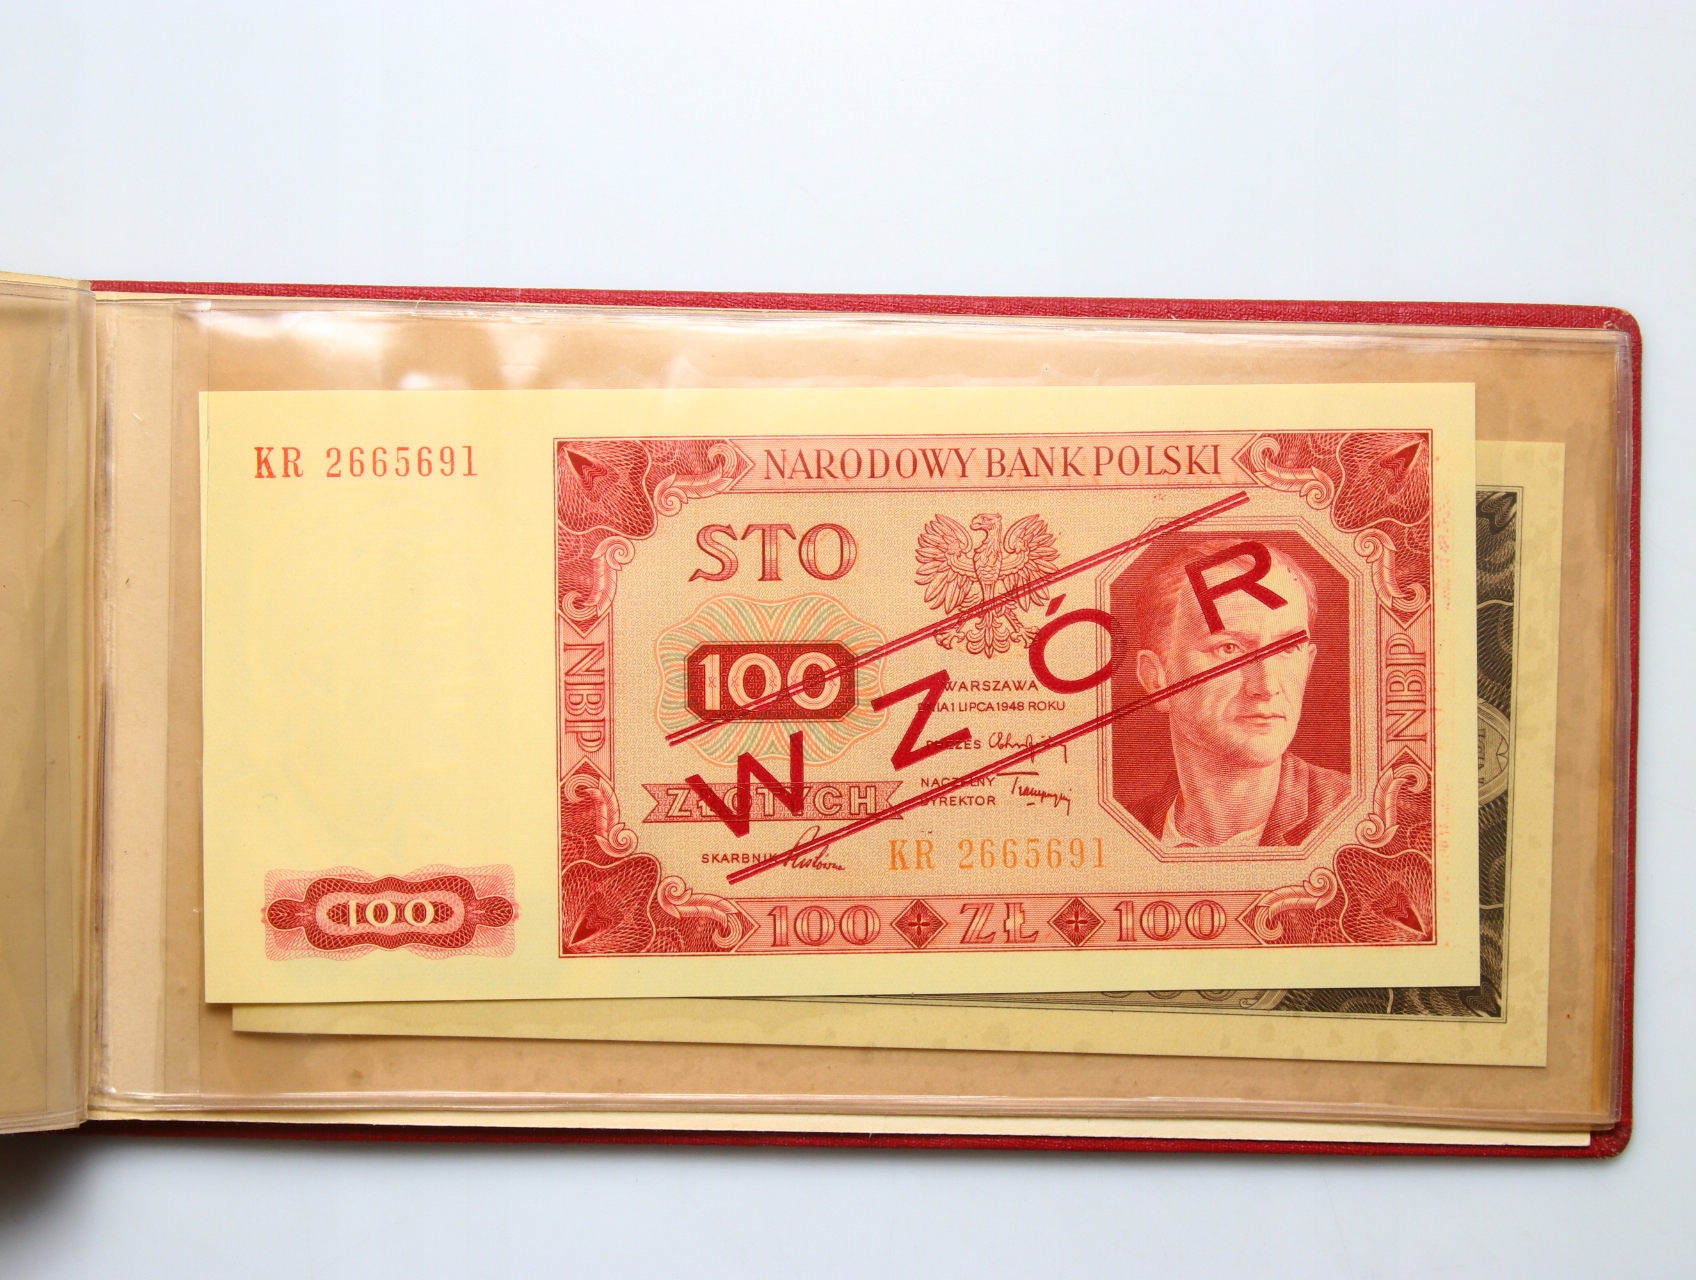 KR 2665691
NARODOWY BANK POLSKI
STO
100
ZŁOTYCH
WARSZAWA
DNIA 1 LIPCA 1948 ROKU
PREZES
NACZELNY
DYREKTOR
SKARBNIK
KR 2665691
WZÓR
NBP
NBP
100
100 ZŁ 100